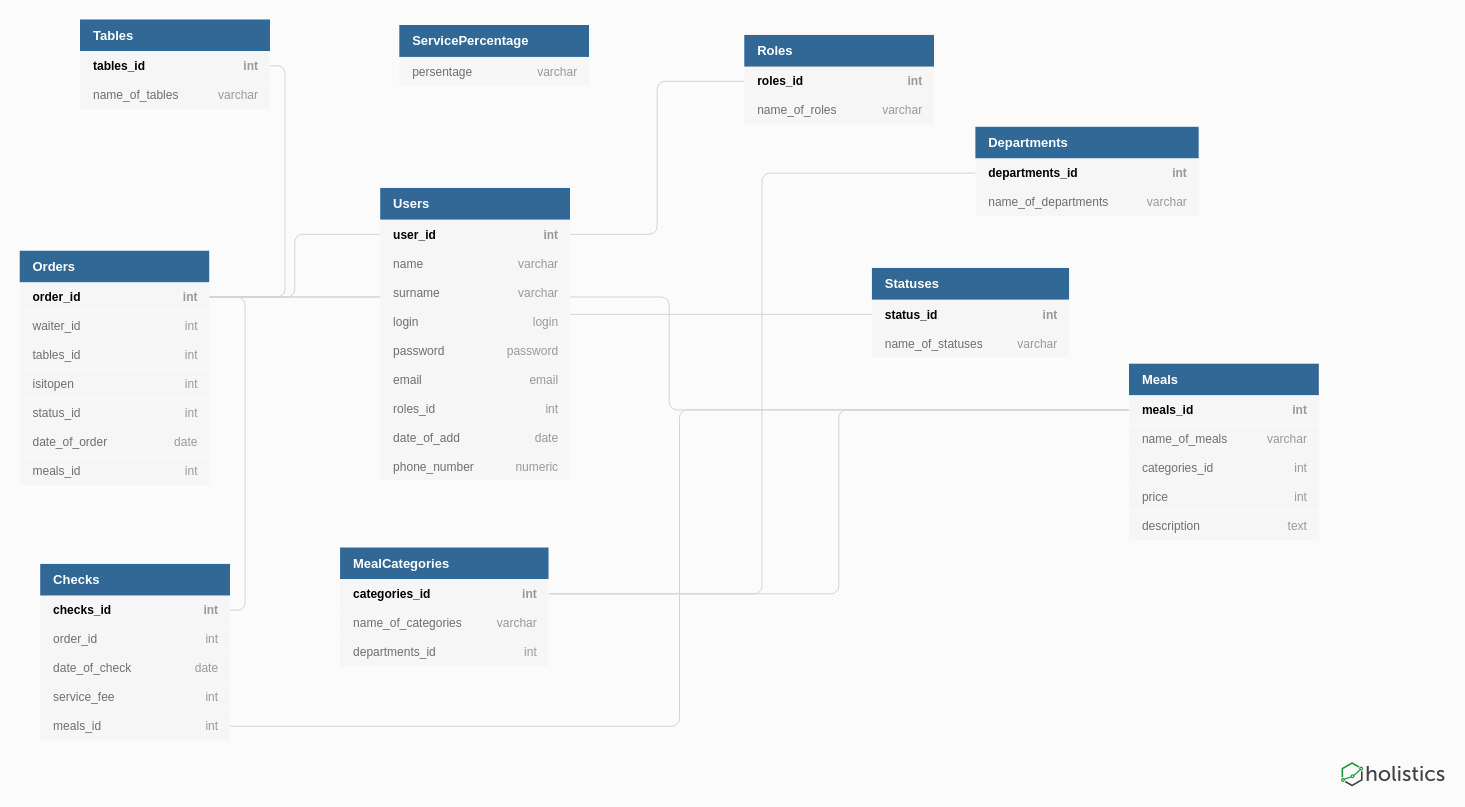 Tables
tables_id int
name_of_tables varchar
ServicePercentage
persentage varchar
Roles
roles_id int
name_of_roles varchar
Departments
departments_id int
name_of_departments varchar
Users
user_id int
name varchar
surname varchar
login login
password password
email email
roles_id int
date_of_add date
phone_number numeric
Orders
order_id int
waiter_id int
tables_id int
isitopen int
status_id int
date_of_order date
meals_id int
Statuses
status_id int
name_of_statuses varchar
Meals
meals_id int
name_of_meals varchar
categories_id int
price int
description text
MealCategories
categories_id int
name_of_categories varchar
departments_id int
Checks
checks_id int
order_id int
date_of_check date
service_fee int
meals_id int
holistics